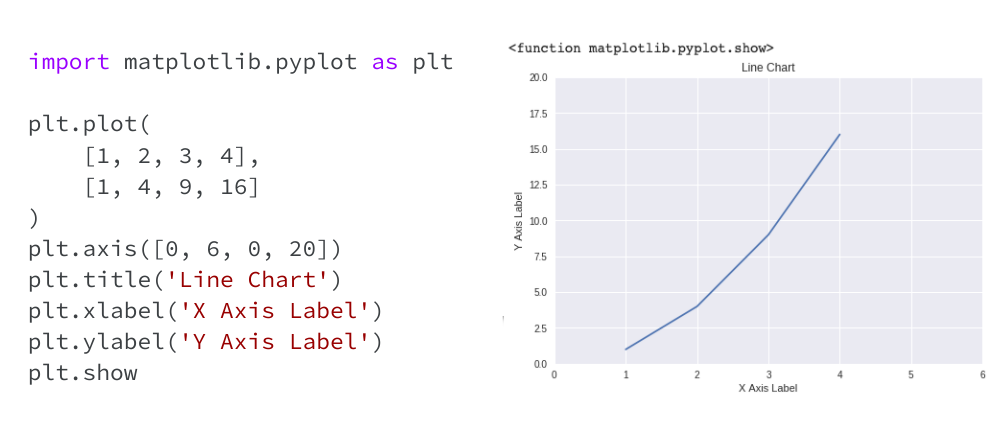 import matplotlib.pyplot as plt
plt.plot(
[1, 2, 3, 4],
[1, 4, 9, 16]
)
plt.axis([0, 6, 0, 20])
plt.title('Line Chart')
plt.xlabel('X Axis Label')
plt.ylabel('Y Axis Label')
plt.show
<function matplotlib.pyplot.show>
Line Chart
Y Axis Label
20.0
17.5
15.0
12.5
10.0
7.5
5.0
2.5
0.0
0 1 2 3 4 5 6
X Axis Label